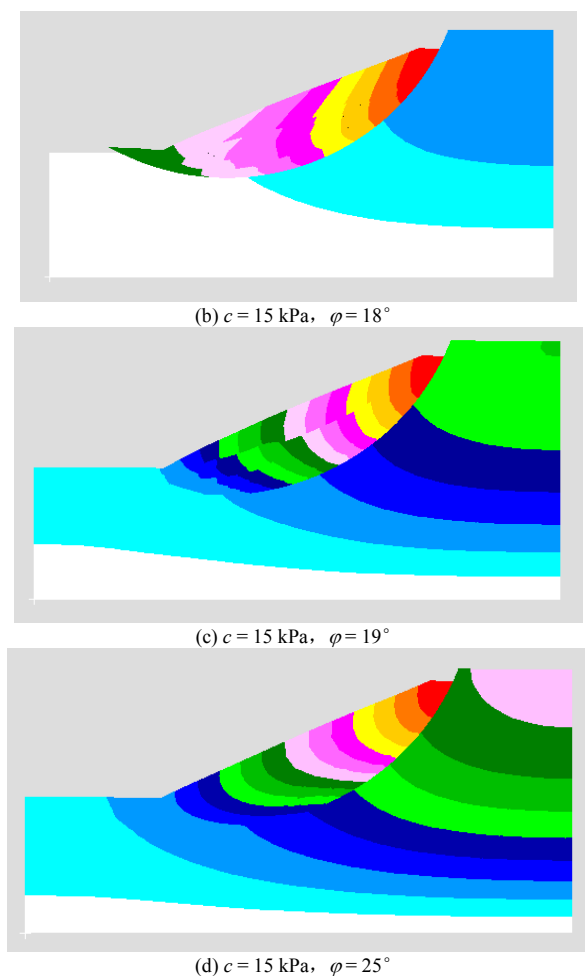 (b) c = 15 kPa，φ = 18°
(c) c = 15 kPa，φ = 19°
(d) c = 15 kPa，φ = 25°